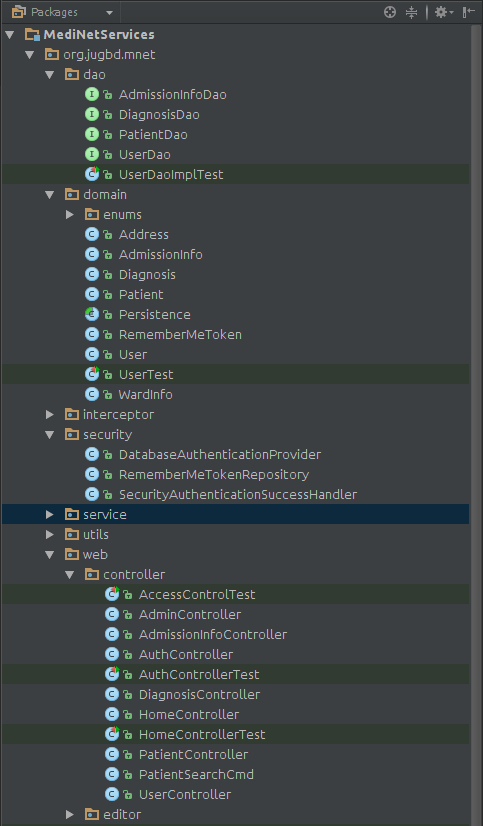 Packages
MediNetServices
org.jugbd.mnet
dao
AdmissionInfoDao
DiagnosisDao
PatientDao
UserDao
UserDaoImplTest
domain
enums
Address
AdmissionInfo
Diagnosis
Patient
Persistence
RememberMeToken
User
UserTest
WardInfo
interceptor
security
DatabaseAuthenticationProvider
RememberMeTokenRepository
SecurityAuthenticationSuccessHandler
service
utils
web
controller
AccessControlTest
AdminController
AdmissionInfoController
AuthController
AuthControllerTest
DiagnosisController
HomeController
HomeControllerTest
PatientController
PatientSearchCmd
UserController
editor